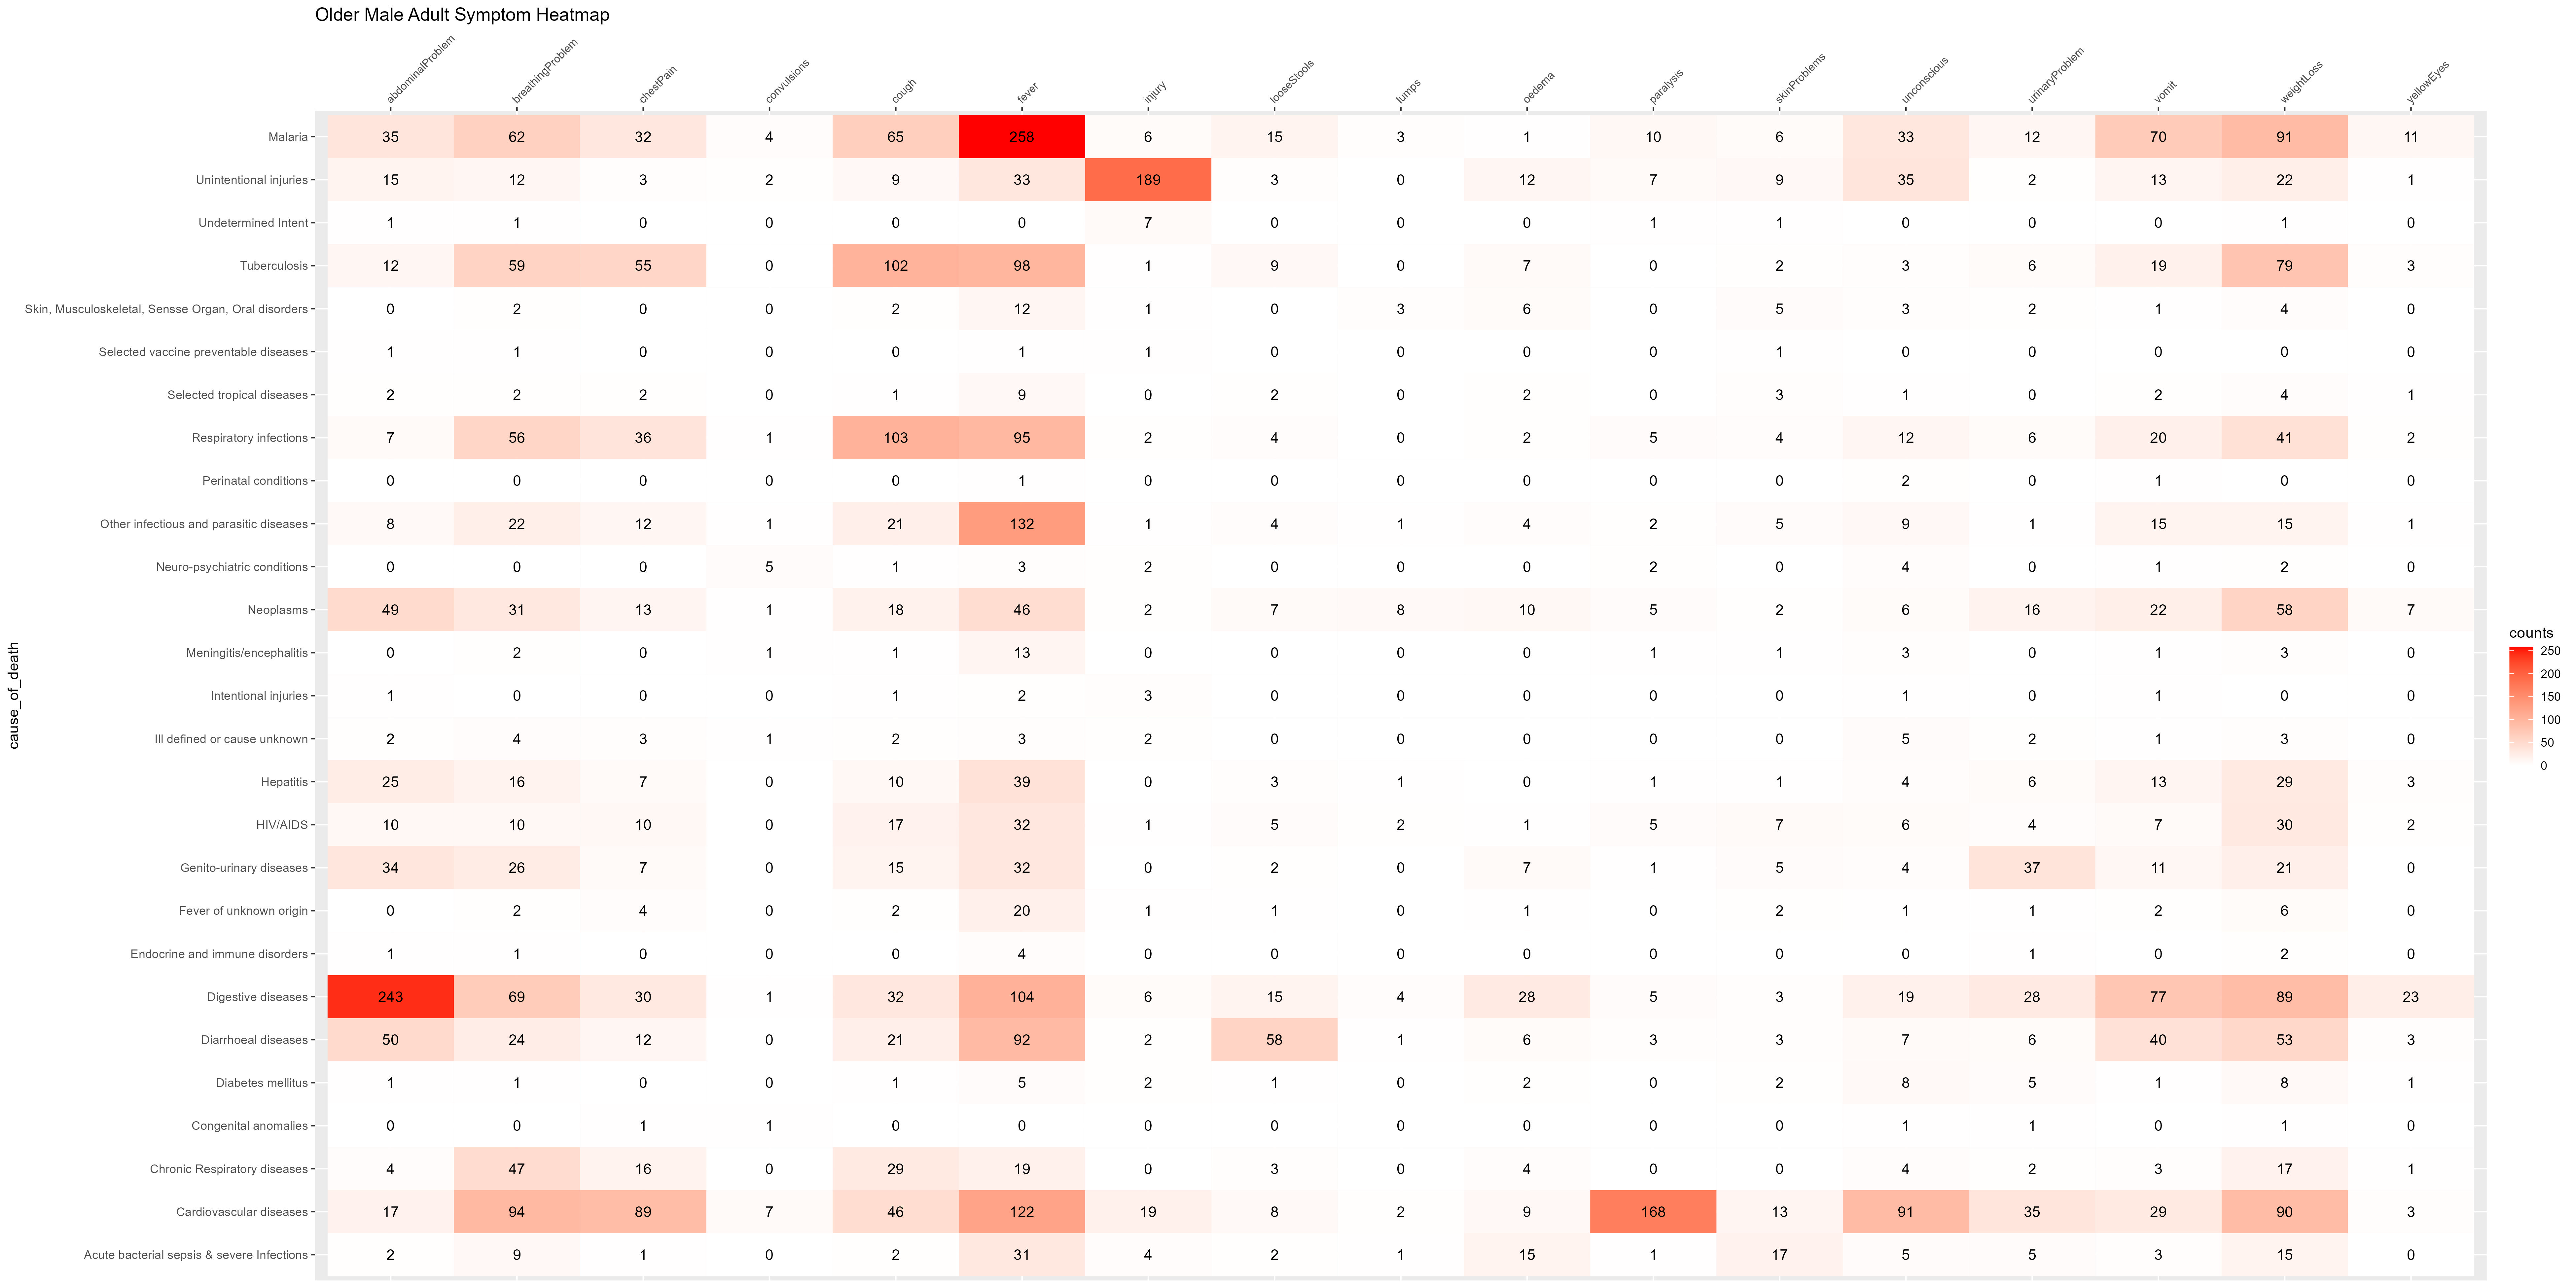 Older Male Adult Symptom Heatmap
abdominalProblem breathingProblem chestPain convulsions cough fever injury looseStools lumps oedema paralysis skinProblems unconscious urinaryProblem vomit weightLoss yellowEyes
Malaria 35 62 32 4 65 258 6 15 3 1 10 6 33 12 70 91 11
Unintentional injuries 15 12 3 2 9 33 189 3 0 12 7 9 35 2 13 22 1
Undetermined Intent 1 1 0 0 0 0 7 0 0 0 1 1 0 0 0 1 0
Tuberculosis 12 59 55 0 102 98 1 9 0 7 0 2 3 6 19 79 3
Skin, Musculoskeletal, Sensse Organ, Oral disorders 0 2 0 0 2 12 1 0 3 6 0 5 3 2 1 4 0
Selected vaccine preventable diseases 1 1 0 0 0 1 1 0 0 0 0 1 0 0 0 0 0
Selected tropical diseases 2 2 2 0 1 9 0 2 0 2 0 3 1 0 2 4 1
Respiratory infections 7 56 36 1 103 95 2 4 0 2 5 4 12 6 20 41 2
Perinatal conditions 0 0 0 0 0 1 0 0 0 0 0 0 2 0 1 0 0
Other infectious and parasitic diseases 8 22 12 1 21 132 1 4 1 4 2 5 9 1 15 15 1
Neuro-psychiatric conditions 0 0 0 5 1 3 2 0 0 0 2 0 4 0 1 2 0
Neoplasms 49 31 13 1 18 46 2 7 8 10 5 2 6 16 22 58 7
Meningitis/encephalitis 0 2 0 1 1 13 0 0 0 0 1 1 3 0 1 3 0
Intentional injuries 1 0 0 0 1 2 3 0 0 0 0 0 1 0 1 0 0
Ill defined or cause unknown 2 4 3 1 2 3 2 0 0 0 0 0 5 2 1 3 0
Hepatitis 25 16 7 0 10 39 0 3 1 0 1 1 4 6 13 29 3
HIV/AIDS 10 10 10 0 17 32 1 5 2 1 5 7 6 4 7 30 2
Genito-urinary diseases 34 26 7 0 15 32 0 2 0 7 1 5 4 37 11 21 0
Fever of unknown origin 0 2 4 0 2 20 1 1 0 1 0 2 1 1 2 6 0
Endocrine and immune disorders 1 1 0 0 0 4 0 0 0 0 0 0 0 1 0 2 0
Digestive diseases 243 69 30 1 32 104 6 15 4 28 5 3 19 28 77 89 23
Diarrhoeal diseases 50 24 12 0 21 92 2 58 1 6 3 3 7 6 40 53 3
Diabetes mellitus 1 1 0 0 1 5 2 1 0 2 0 2 8 5 1 8 1
Congenital anomalies 0 0 1 1 0 0 0 0 0 0 0 0 1 1 0 1 0
Chronic Respiratory diseases 4 47 16 0 29 19 0 3 0 4 0 0 4 2 3 17 1
Cardiovascular diseases 17 94 89 7 46 122 19 8 2 9 168 13 91 35 29 90 3
Acute bacterial sepsis & severe Infections 2 9 1 0 2 31 4 2 1 15 1 17 5 5 3 15 0
cause_of_death
counts
250
200
150
100
50
0